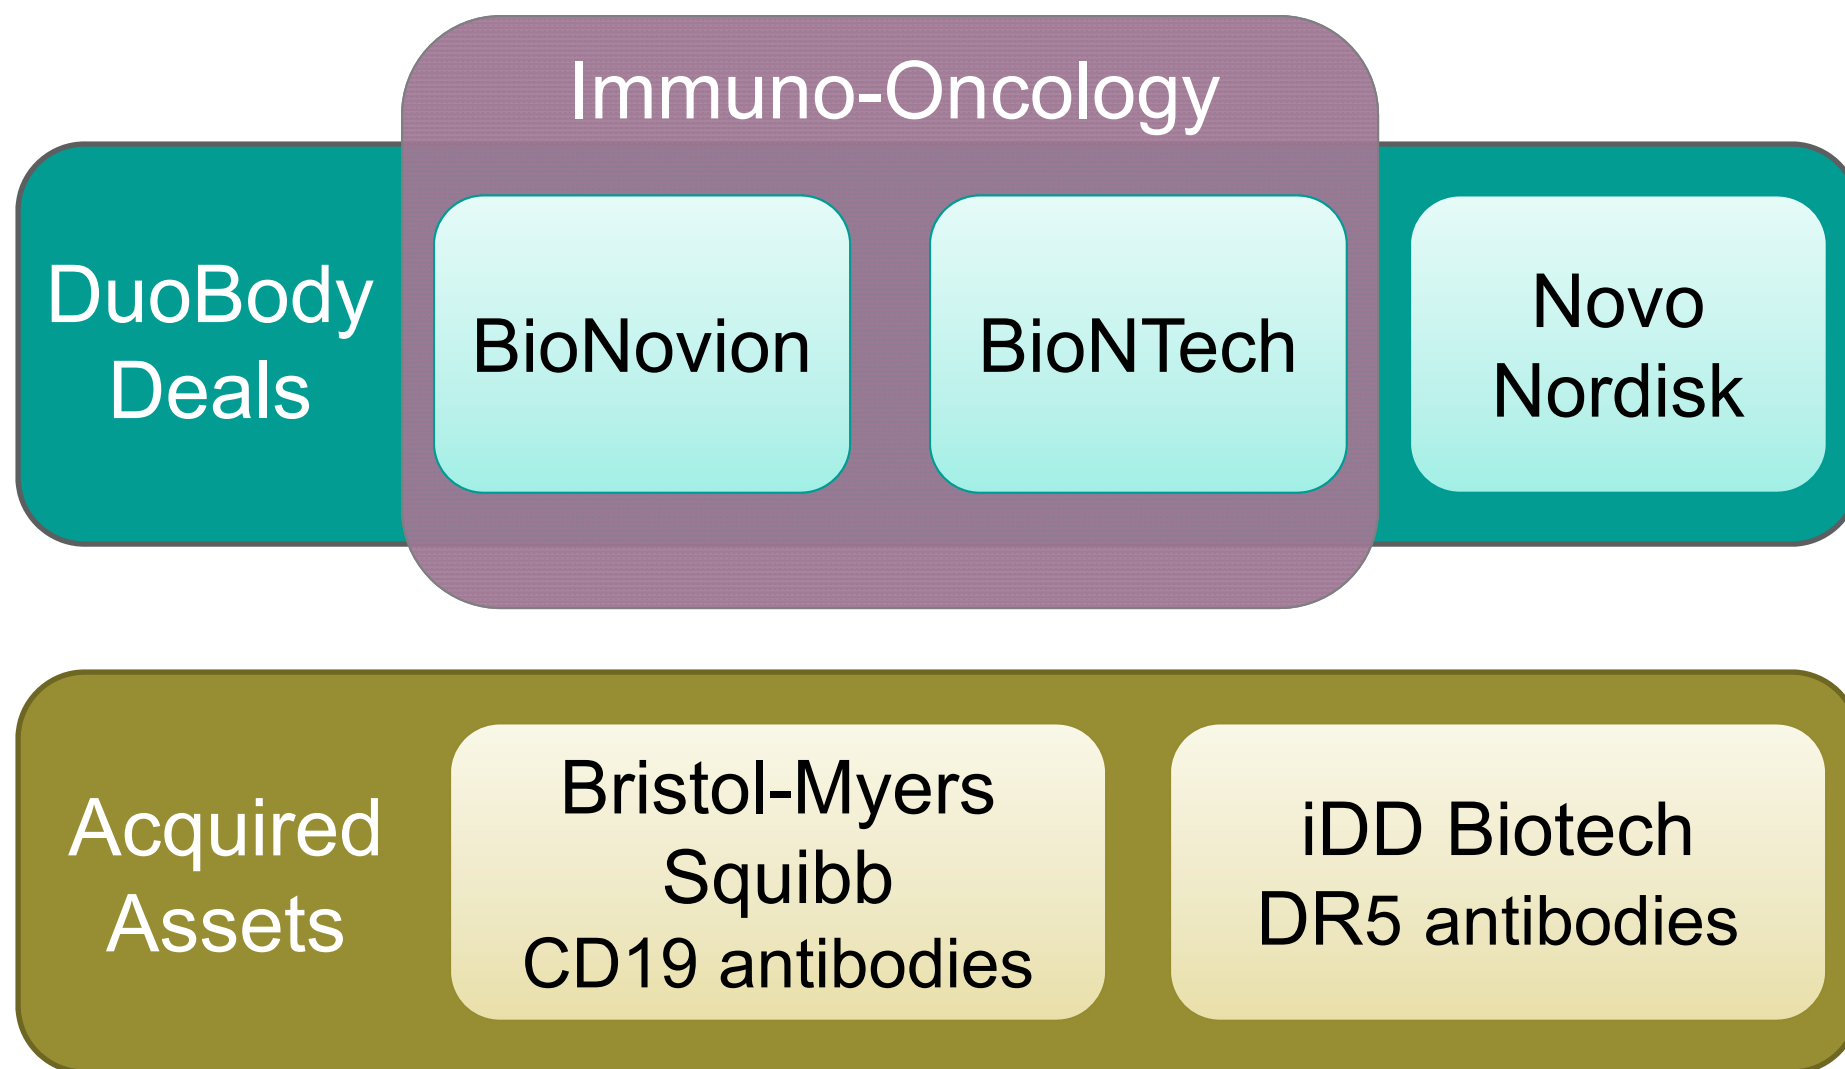 Immuno-Oncology
DuoBody
Deals
BioNovion
BioNTech
Novo
Nordisk
Acquired
Assets
Bristol-Myers
Squibb
CD19 antibodies
iDD Biotech
DR5 antibodies